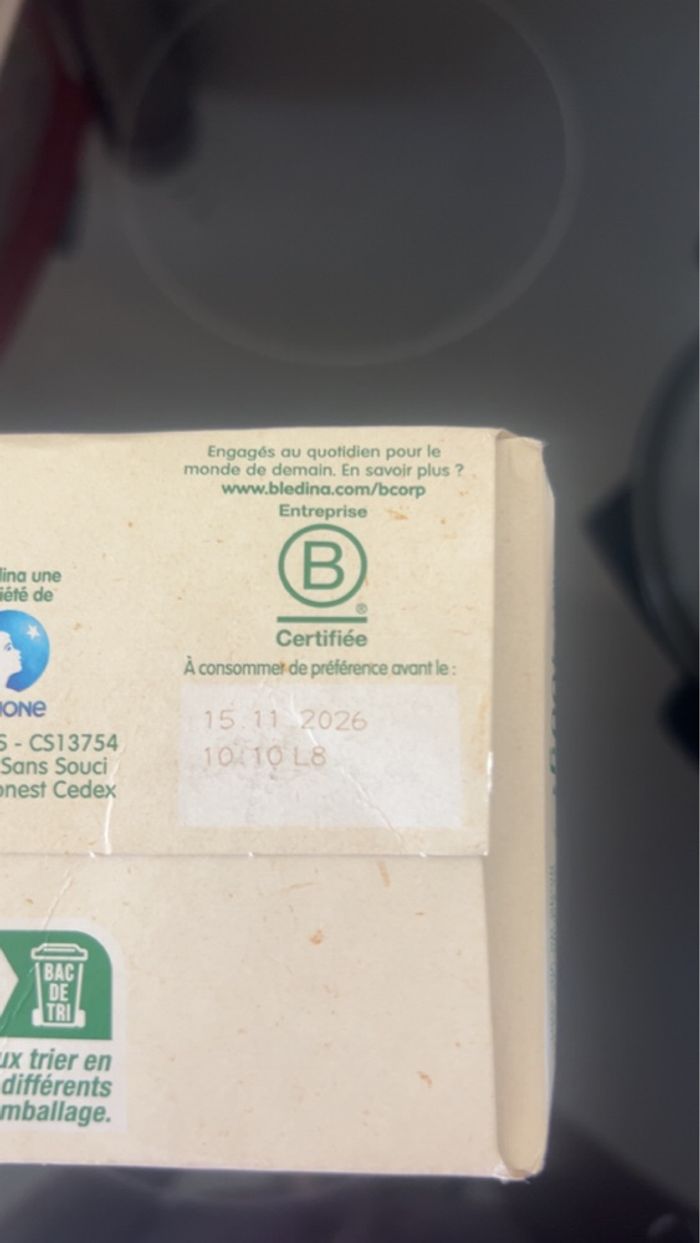 Engagés au quotidien pour le
monde de demain. En savoir plus ?
www.bledina.com/bcorp
Entreprise
B
®
Certifiée
À consommer de préférence avant le :
15.11 2026
10:10 L8
dina une
iété de
ONE
S - CS13754
Sans Souci
onest Cedex
BAC
DE
TRI
ux trier en
différents
mballage.